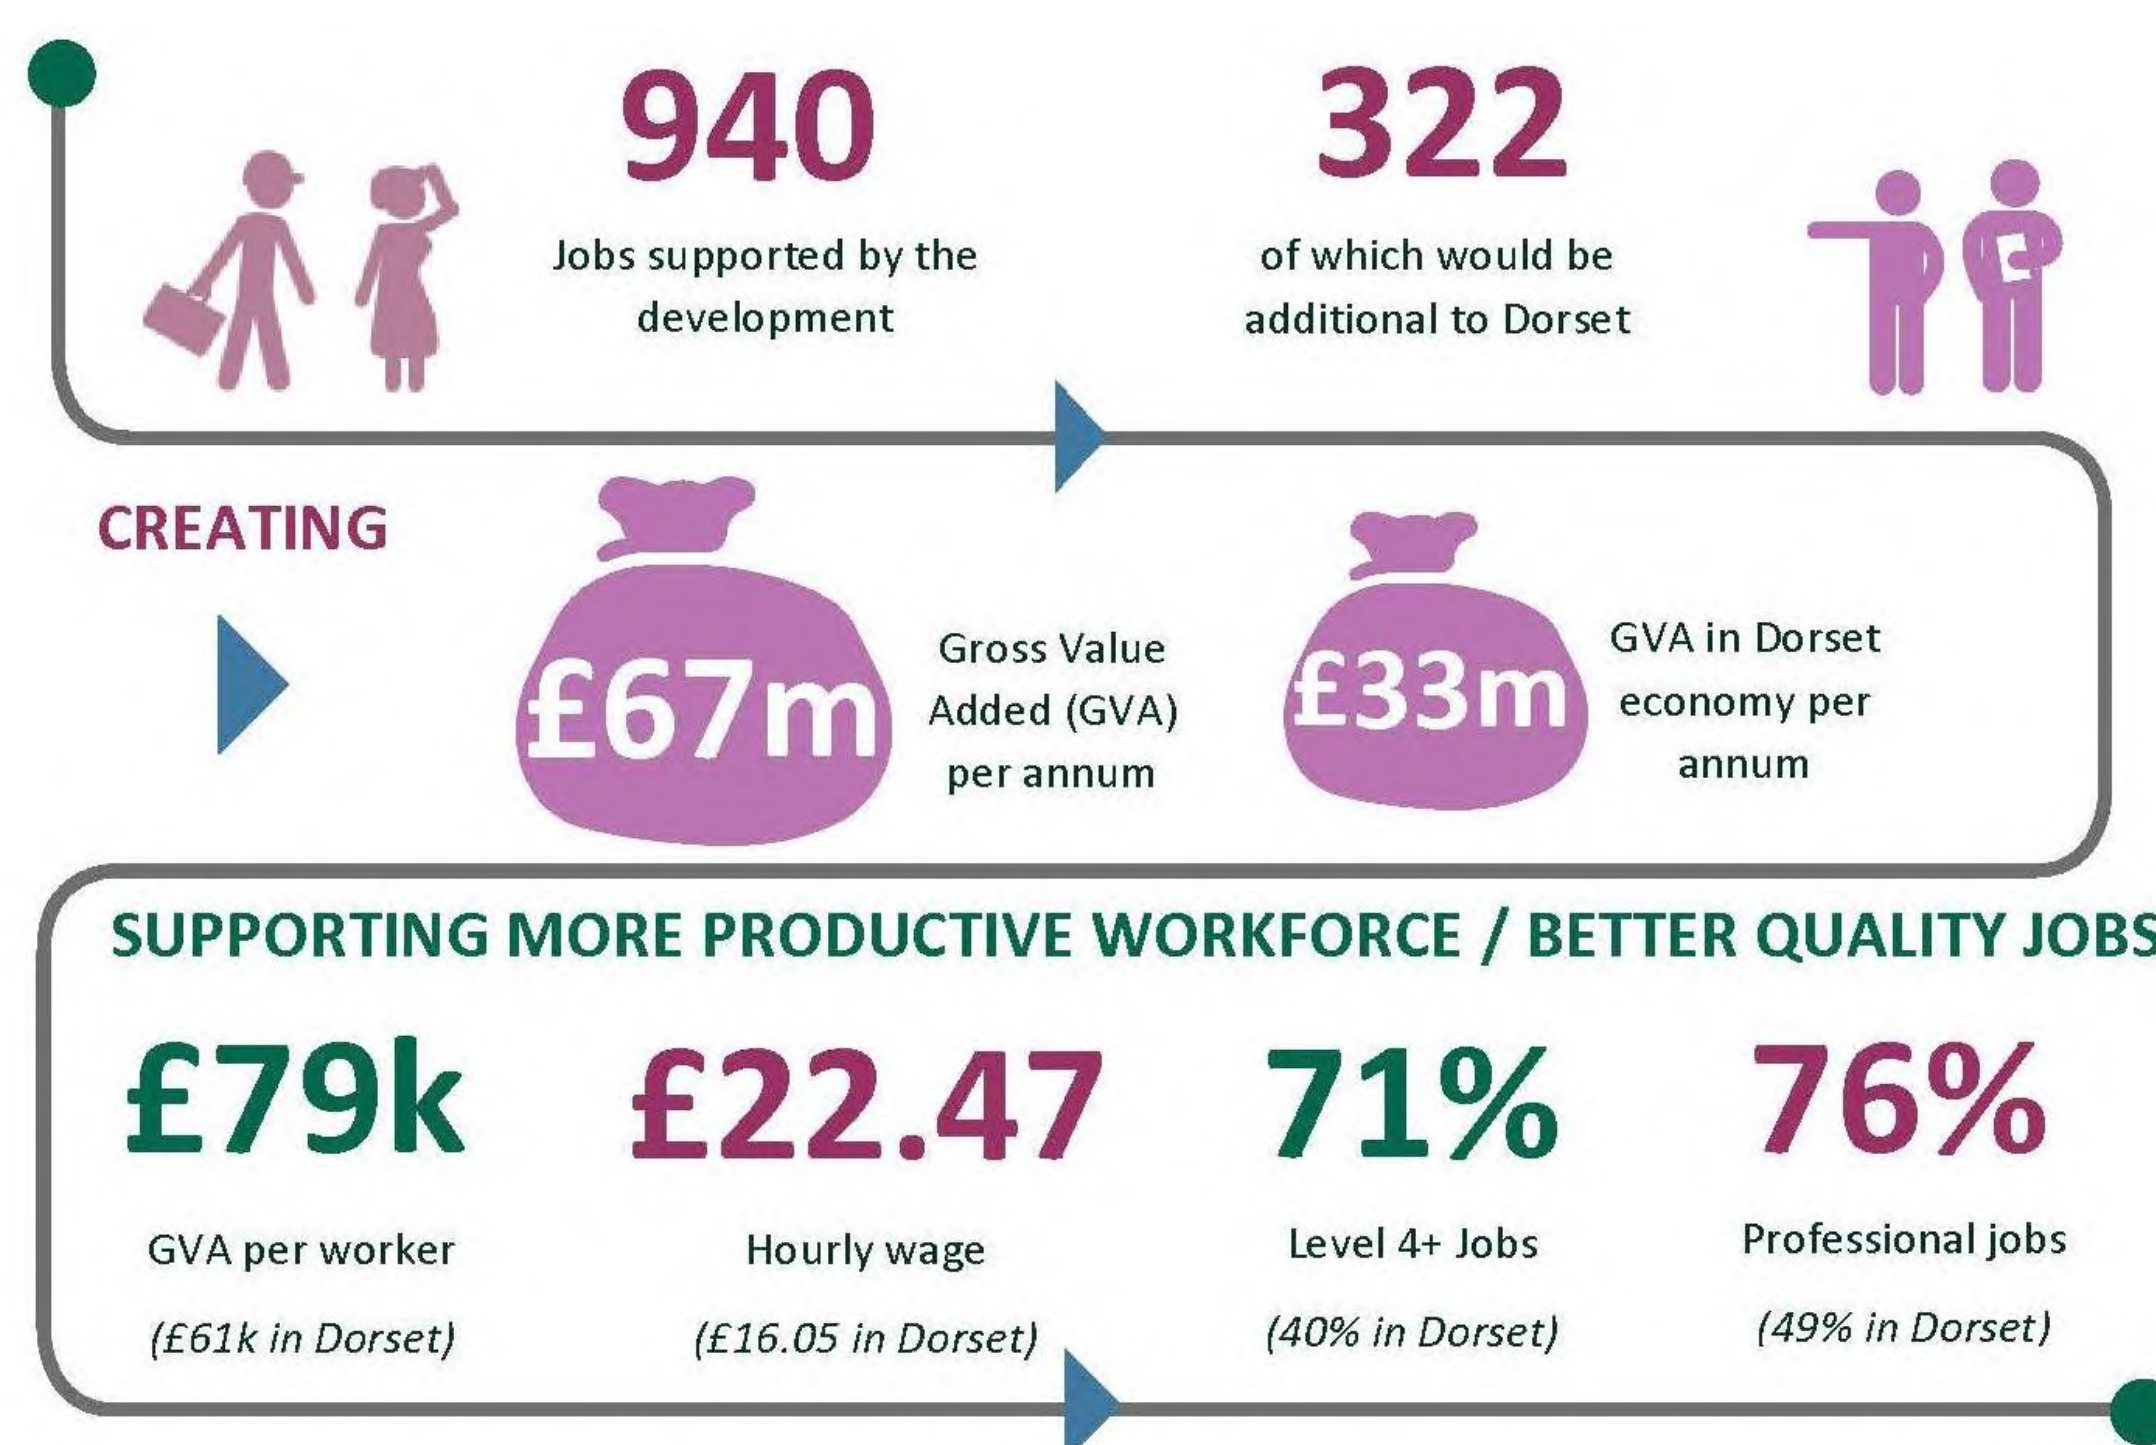 940
Jobs supported by the
development
322
of which would be
additional to Dorset
CREATING
£67m
Gross Value
Added (GVA)
per annum
£33m
GVA in Dorset
economy per
annum
SUPPORTING MORE PRODUCTIVE WORKFORCE / BETTER QUALITY JOBS
£79k
GVA per worker
(£61k in Dorset)
£22.47
Hourly wage
(£16.05 in Dorset)
71%
Level 4+ Jobs
(40% in Dorset)
76%
Professional jobs
(49% in Dorset)